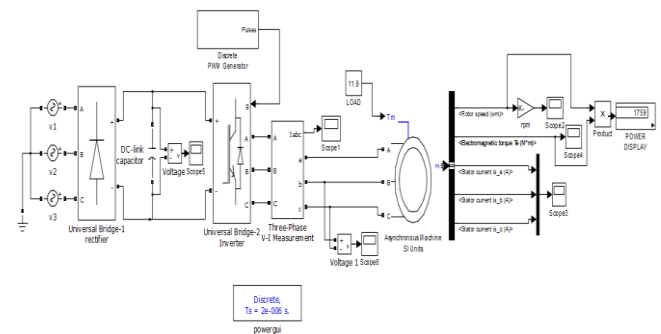 Pulses
Discrete
PWM Generator
11.9
LOAD
Tm
v1
v2
v3
A
B
C
+
-
Universal Bridge-1
rectifier
DC-link
capacitor
+
-
v
Voltage
Scope5
g
+
-
A
B
C
Universal Bridge-2
Inverter
A
B
C
Iabc
a
b
c
Three-Phase
V-I Measurement
Scope1
+
-
v
Voltage 1
Scope6
A
B
C
m
Asynchronous Machine
SI Units
<Rotor speed (wm)>
<Electromagnetic torque Te (N*m)>
<Stator current is_a (A)>
<Stator current is_b (A)>
<Stator current is_c (A)>
K-
rpm
Scope2
Scope4
Scope3
X
Product
1759
POWER
DISPLAY
Discrete,
Ts = 2e-006 s.
powergui